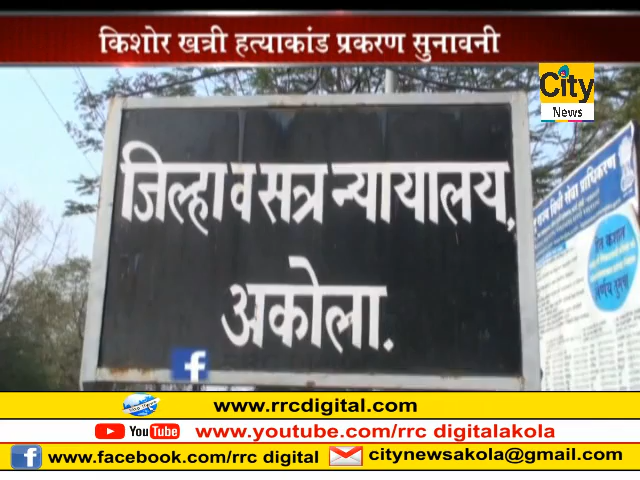 किशोर खत्री हत्याकांड प्रकरण सुनावनी
City
News
जिल्हा व सत्र न्यायालय,
अकोला.
राज्य विधी सेवा प्राधिकरण
f
www.rrcdigital.com
YouTube www.youtube.com/rrc digitalakola
f www.facebook.com/rrc digital citynewsakola@gmail.com